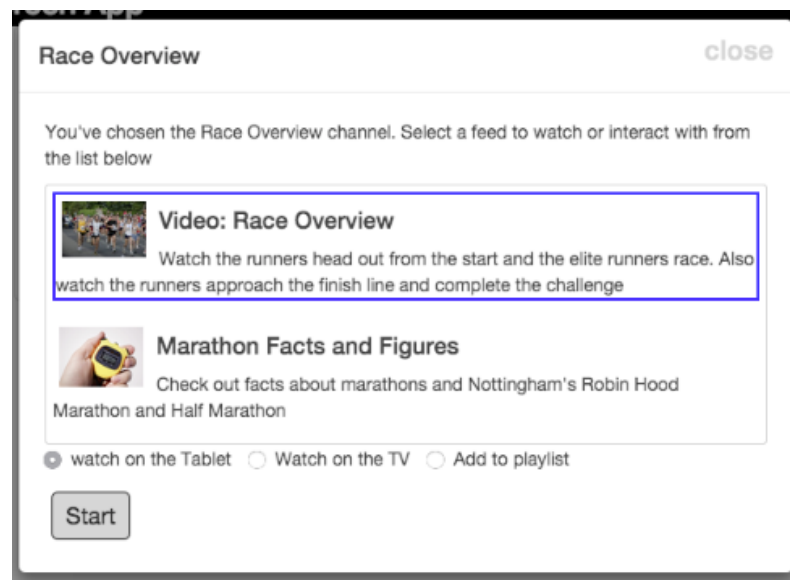 Race Overview
close
You've chosen the Race Overview channel. Select a feed to watch or interact with from
the list below
Video: Race Overview
Watch the runners head out from the start and the elite runners race. Also
watch the runners approach the finish line and complete the challenge
Marathon Facts and Figures
Check out facts about marathons and Nottingham's Robin Hood
Marathon and Half Marathon
watch on the Tablet Watch on the TV Add to playlist
Start